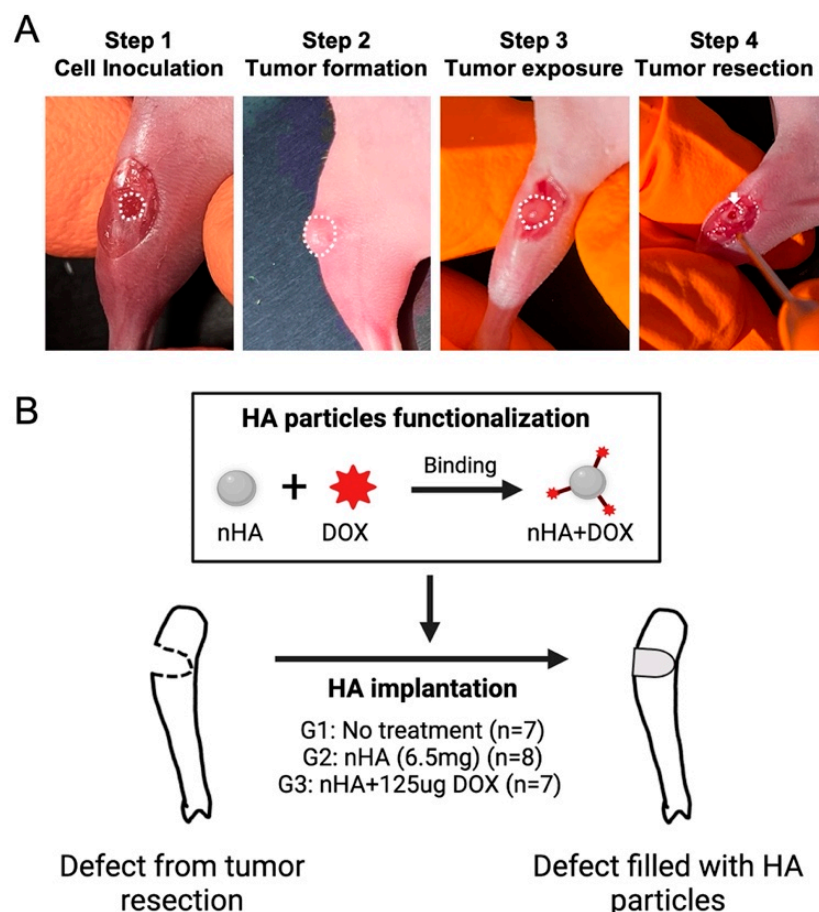 A
Step 1
Cell Inoculation
Step 2
Tumor formation
Step 3
Tumor exposure
Step 4
Tumor resection
B
HA particles functionalization
+
Binding
nHA
DOX
nHA+DOX
HA implantation
G1: No treatment (n=7)
G2: nHA (6.5mg) (n=8)
G3: nHA+125ug DOX (n=7)
Defect from tumor
resection
Defect filled with HA
particles